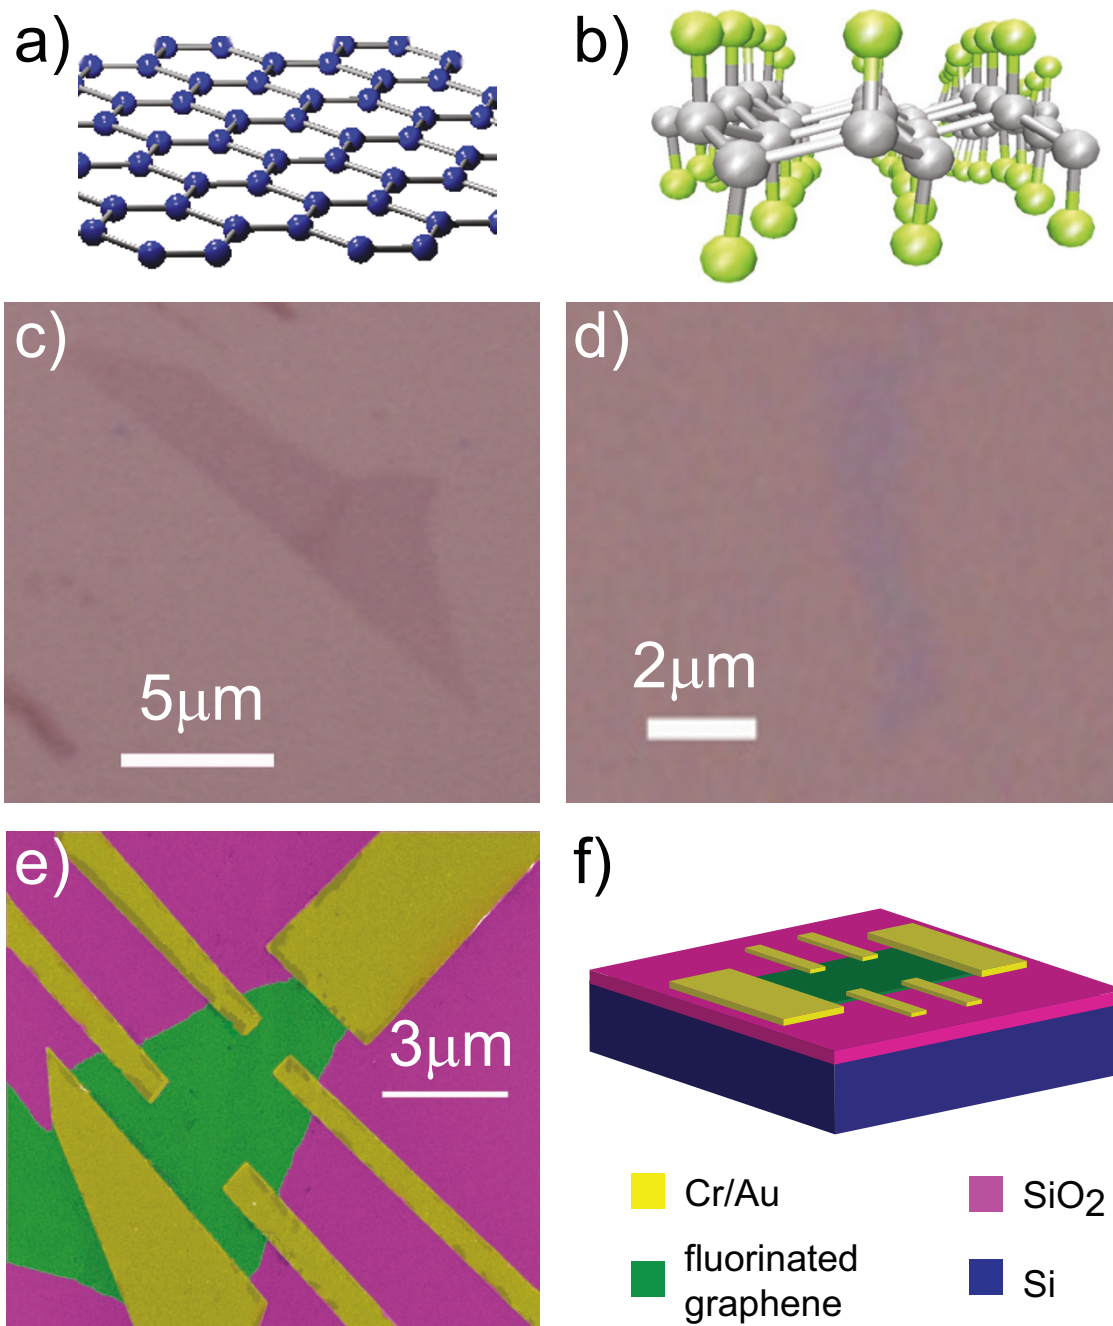 a)
b)
c)
d)
5μm
2μm
e)
f)
3μm
Cr/Au
SiO2
fluorinated
graphene
Si